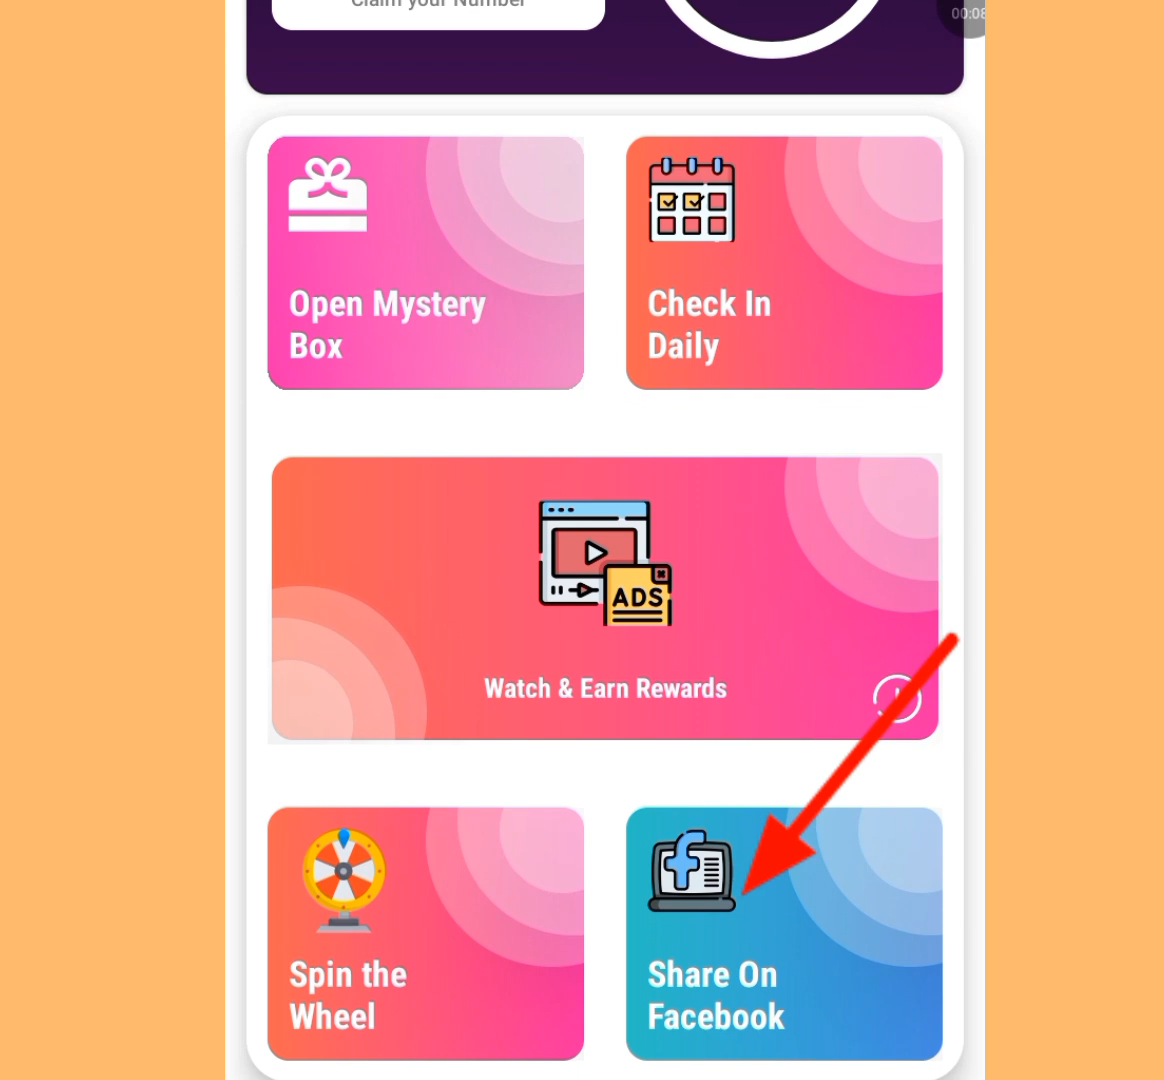 Claim your Number
00:08
Open Mystery
Box
Check In
Daily
ADS
Watch & Earn Rewards
Spin the
Wheel
Share On
Facebook